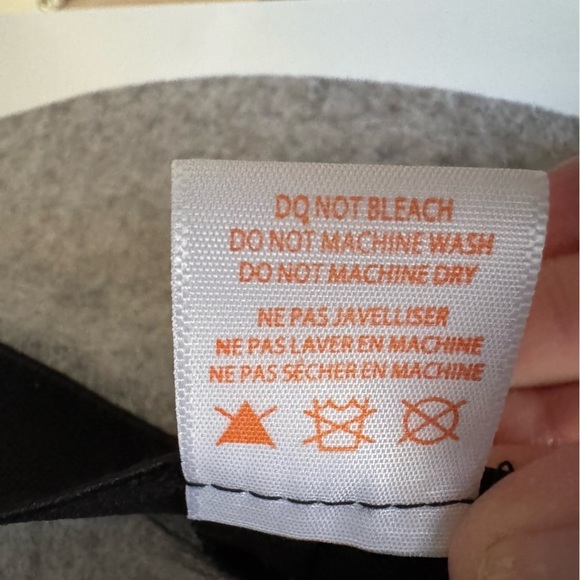 DO NOT BLEACH
DO NOT MACHINE WASH
DO NOT MACHINE DRY
NE PAS JAVELLISER
NE PAS LAVER EN MACHINE
NE PAS SÉCHER EN MACHINE